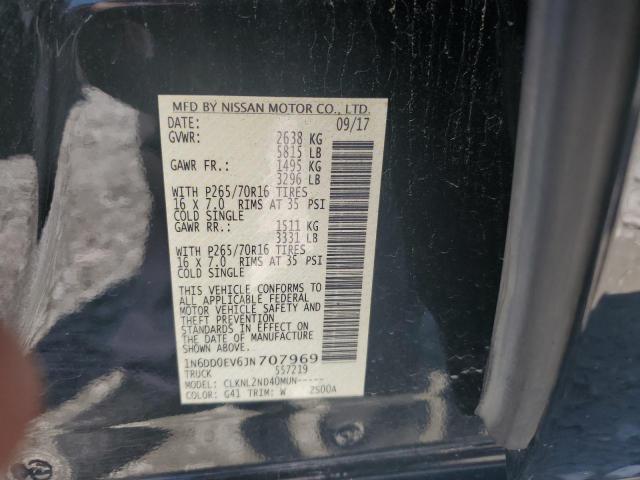 MFD BY NISSAN MOTOR CO., LTD.
DATE: 09/17
GVWR: 2638 KG
5815 LB
GAWR FR.: 1495 KG
3296 LB
WITH P265/70R16 TIRES
16 X 7.0 RIMS AT 35 PSI
COLD SINGLE
GAWR RR.: 1511 KG
3331 LB
WITH P265/70R16 TIRES
16 X 7.0 RIMS AT 35 PSI
COLD SINGLE
THIS VEHICLE CONFORMS TO
ALL APPLICABLE FEDERAL
MOTOR VEHICLE SAFETY AND
THEFT PREVENTION
STANDARDS IN EFFECT ON
THE DATE OF MANUFACTURE
SHOWN ABOVE.
1N6DD0EV6JN707969
TRUCK 557219
MODEL: CLKNL2ND40MUN-----
COLOR: G41 TRIM: W 2S00A